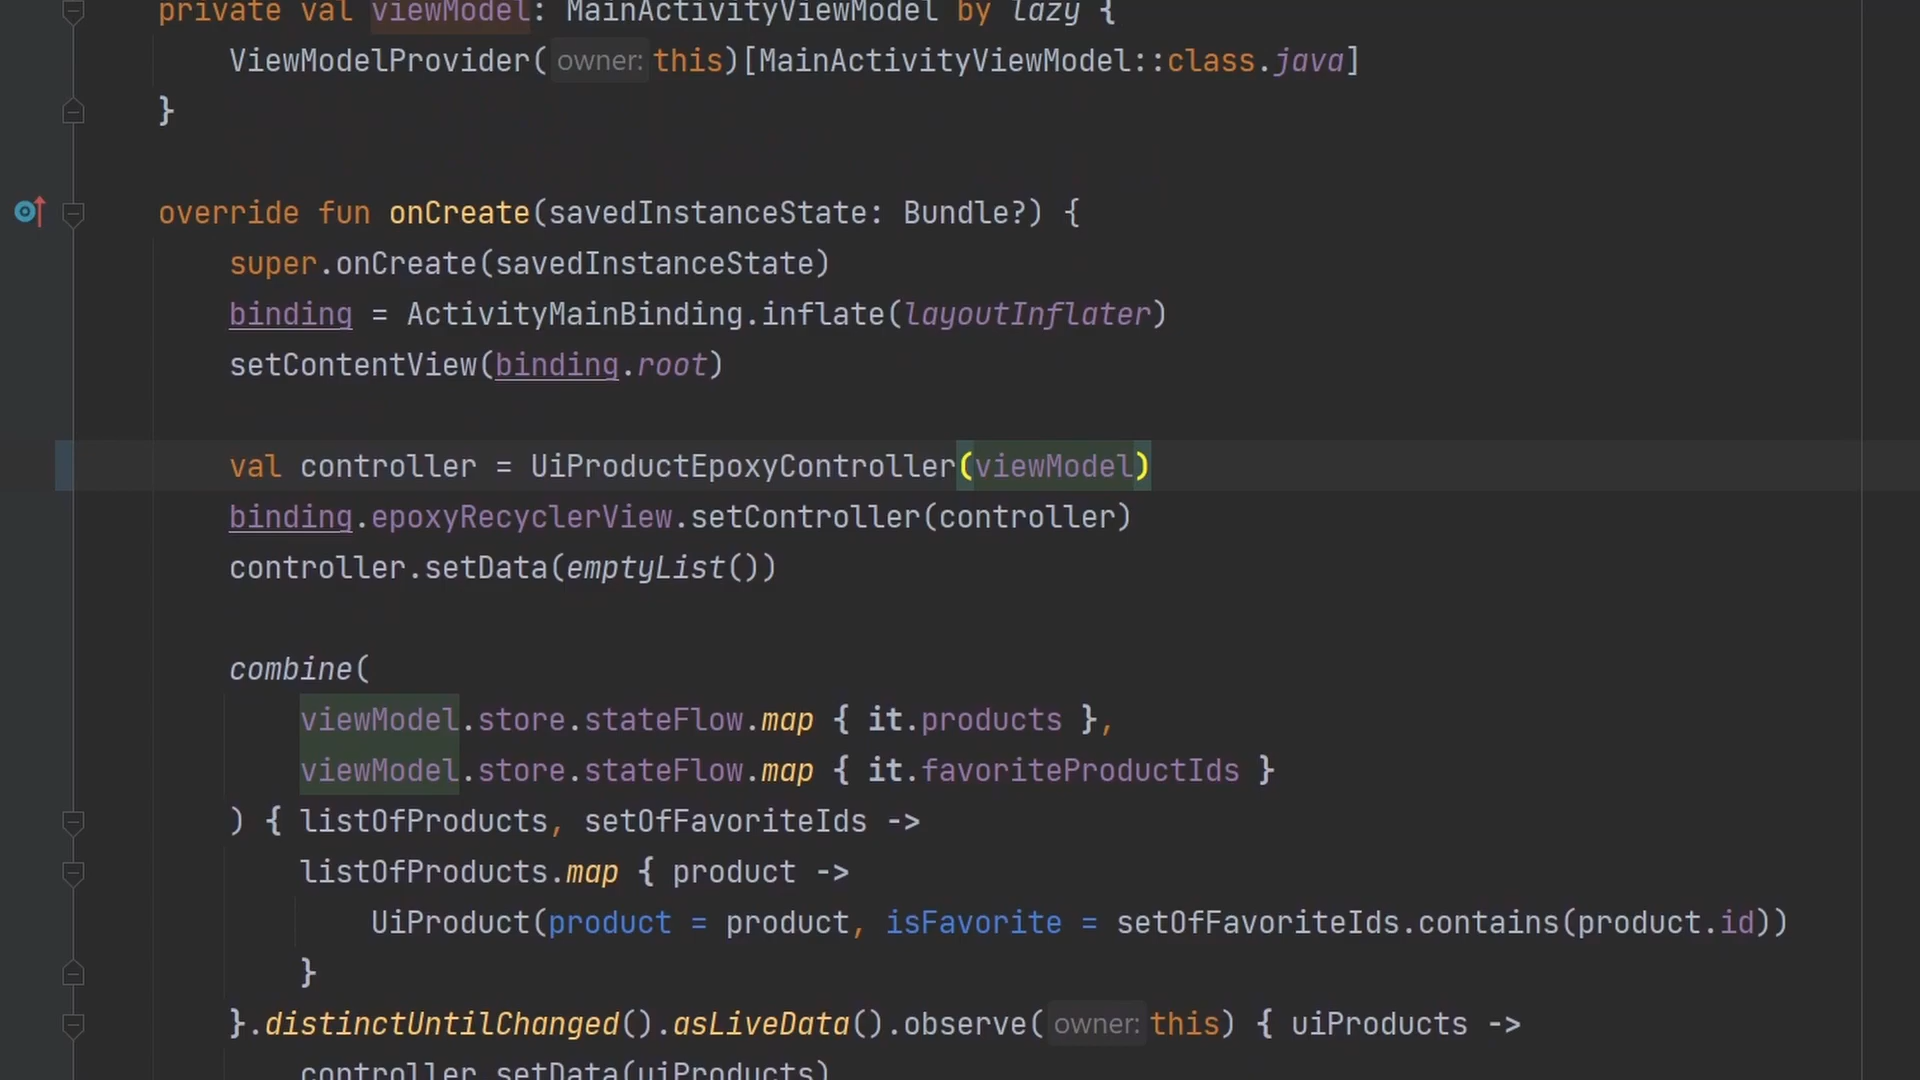 private val viewModel: MainActivityViewModel by lazy {
ViewModelProvider( owner: this)[MainActivityViewModel::class.java]
}
override fun onCreate(savedInstanceState: Bundle?) {
super.onCreate(savedInstanceState)
binding = ActivityMainBinding.inflate(layoutInflater)
setContentView(binding.root)
val controller = UiProductEpoxyController(viewModel)
binding.epoxyRecyclerView.setController(controller)
controller.setData(emptyList())
combine(
viewModel.store.stateFlow.map { it.products },
viewModel.store.stateFlow.map { it.favoriteProductIds }
) { listOfProducts, setOfFavoriteIds ->
listOfProducts.map { product ->
UiProduct(product = product, isFavorite = setOfFavoriteIds.contains(product.id))
}
}.distinctUntilChanged().asLiveData().observe( owner: this) { uiProducts ->
controller.setData(uiProducts)